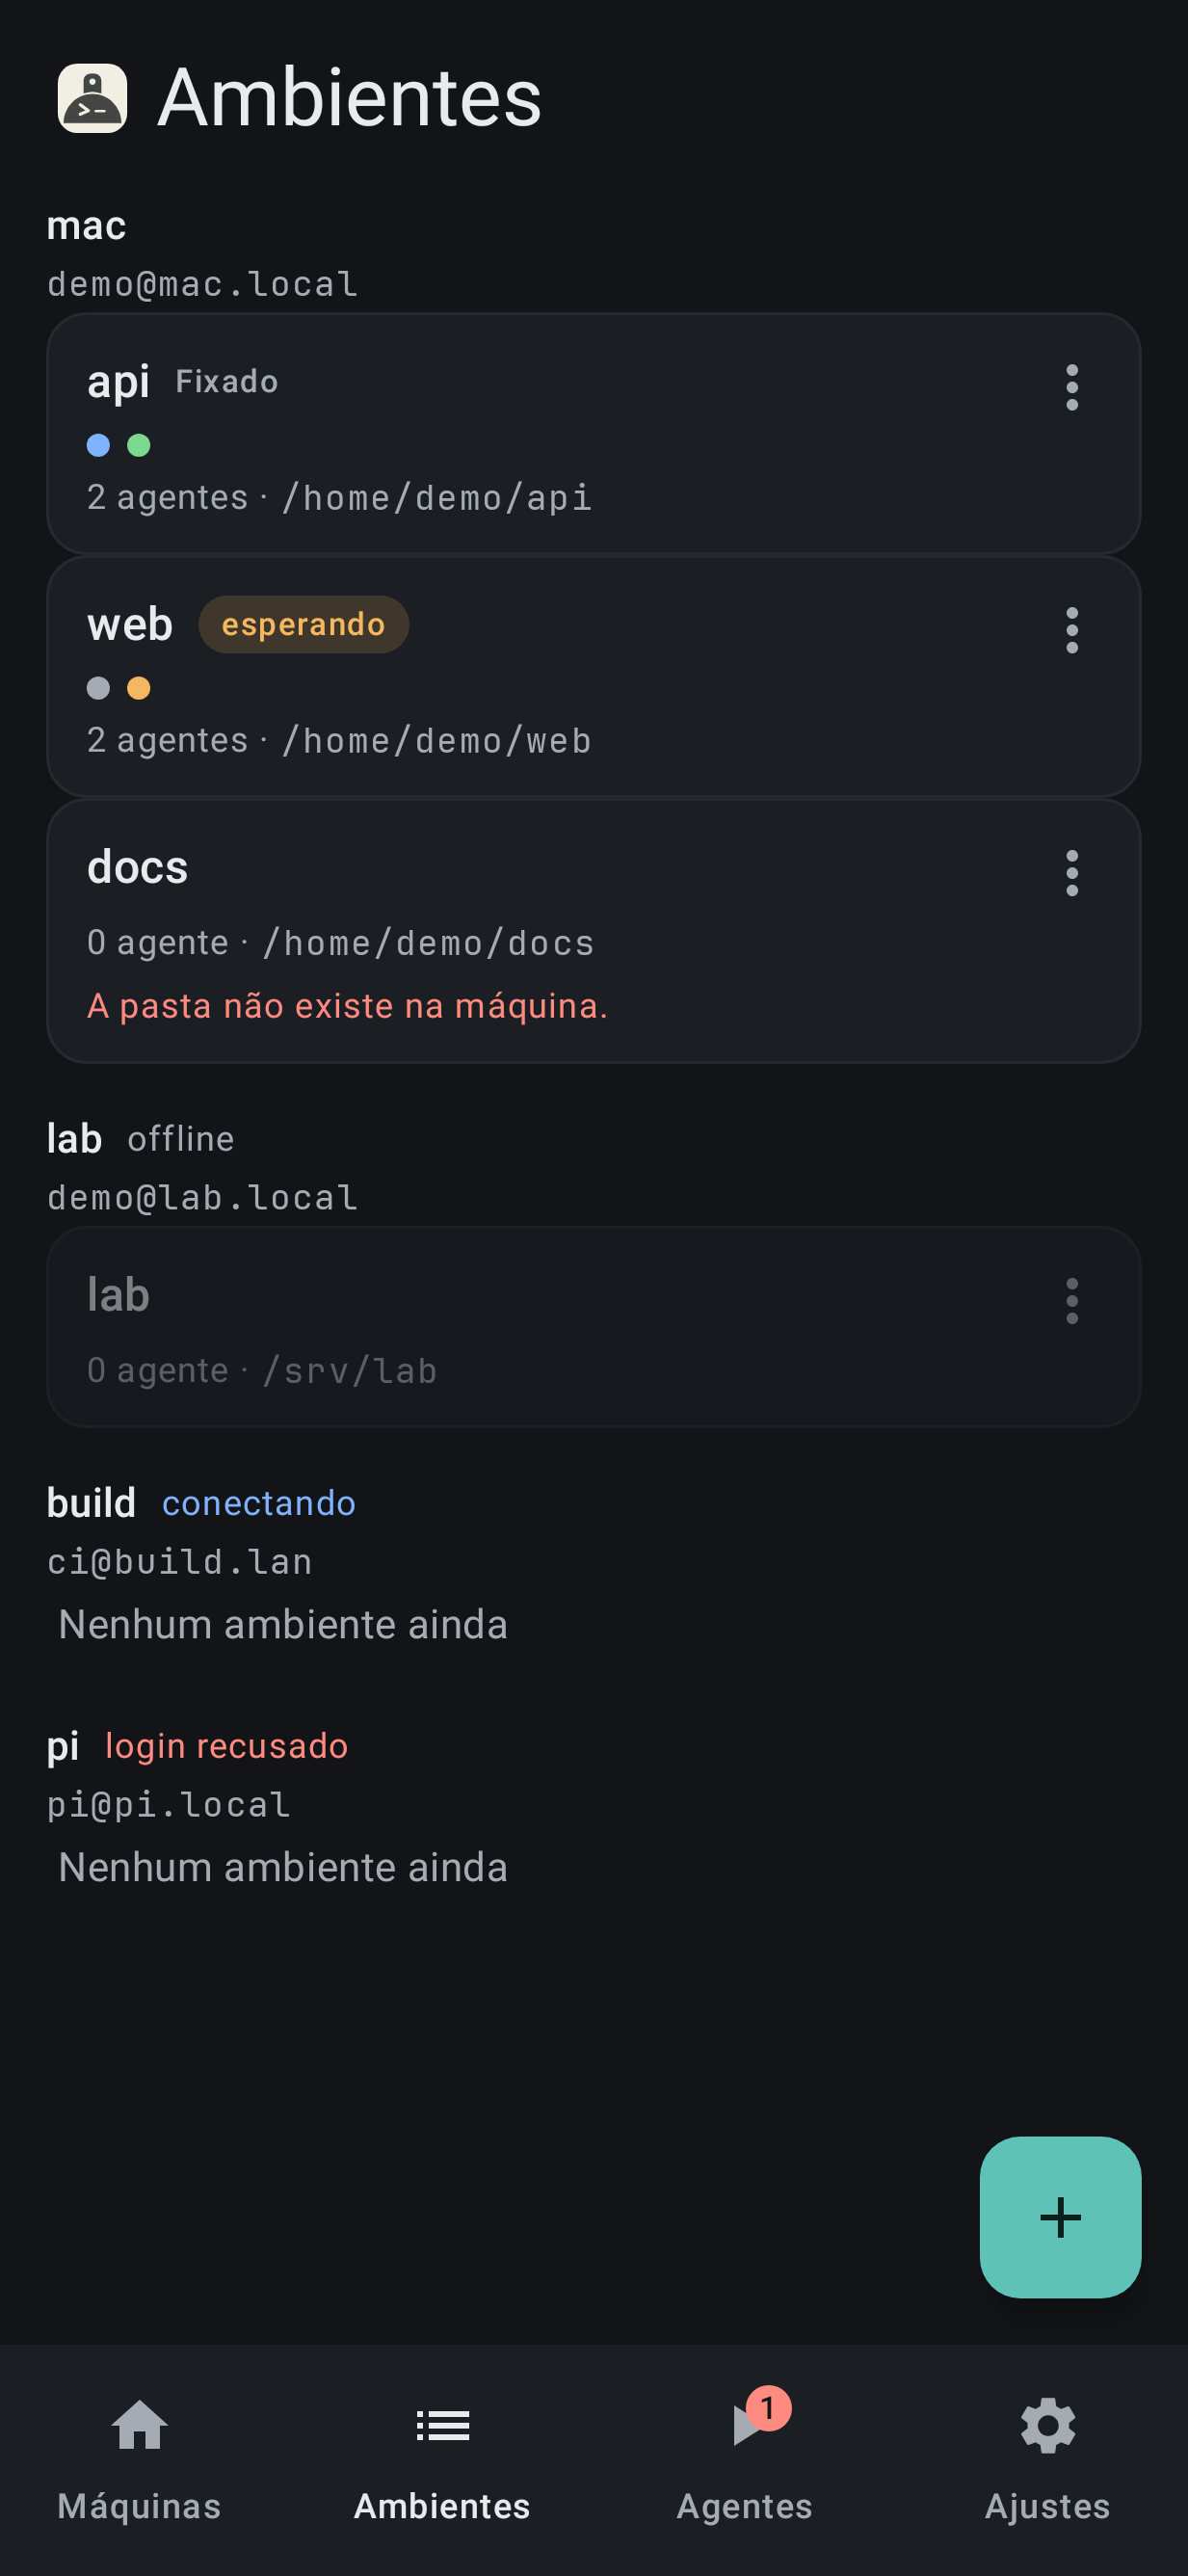 Ambientes
mac
demo@mac.local
api Fixado
2 agentes · /home/demo/api
web esperando
2 agentes · /home/demo/web
docs
0 agente · /home/demo/docs
A pasta não existe na máquina.
lab offline
demo@lab.local
lab
0 agente · /srv/lab
build conectando
ci@build.lan
Nenhum ambiente ainda
pi login recusado
pi@pi.local
Nenhum ambiente ainda
1
Máquinas Ambientes Agentes Ajustes